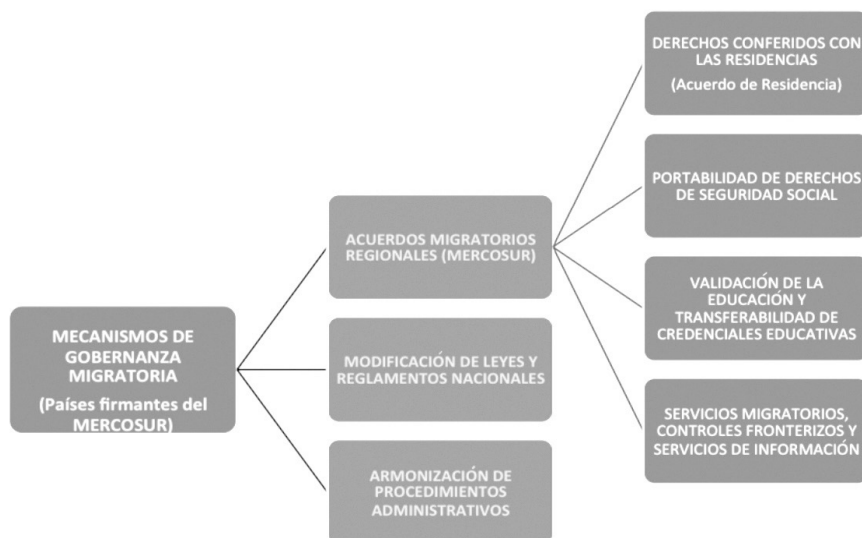 MECANISMOS DE
GOBERNANZA
MIGRATORIA
(Países firmantes del
MERCOSUR)
ACUERDOS MIGRATORIOS
REGIONALES (MERCOSUR)
MODIFICACIÓN DE LEYES Y
REGLAMENTOS NACIONALES
ARMONIZACIÓN DE
PROCEDIMIENTOS
ADMINISTRATIVOS
DERECHOS CONFERIDOS CON
LAS RESIDENCIAS
(Acuerdo de Residencia)
PORTABILIDAD DE DERECHOS
DE SEGURIDAD SOCIAL
VALIDACIÓN DE LA
EDUCACIÓN Y
TRANSFERABILIDAD DE
CREDENCIALES EDUCATIVAS
SERVICIOS MIGRATORIOS,
CONTROLES FRONTERIZOS Y
SERVICIOS DE INFORMACIÓN